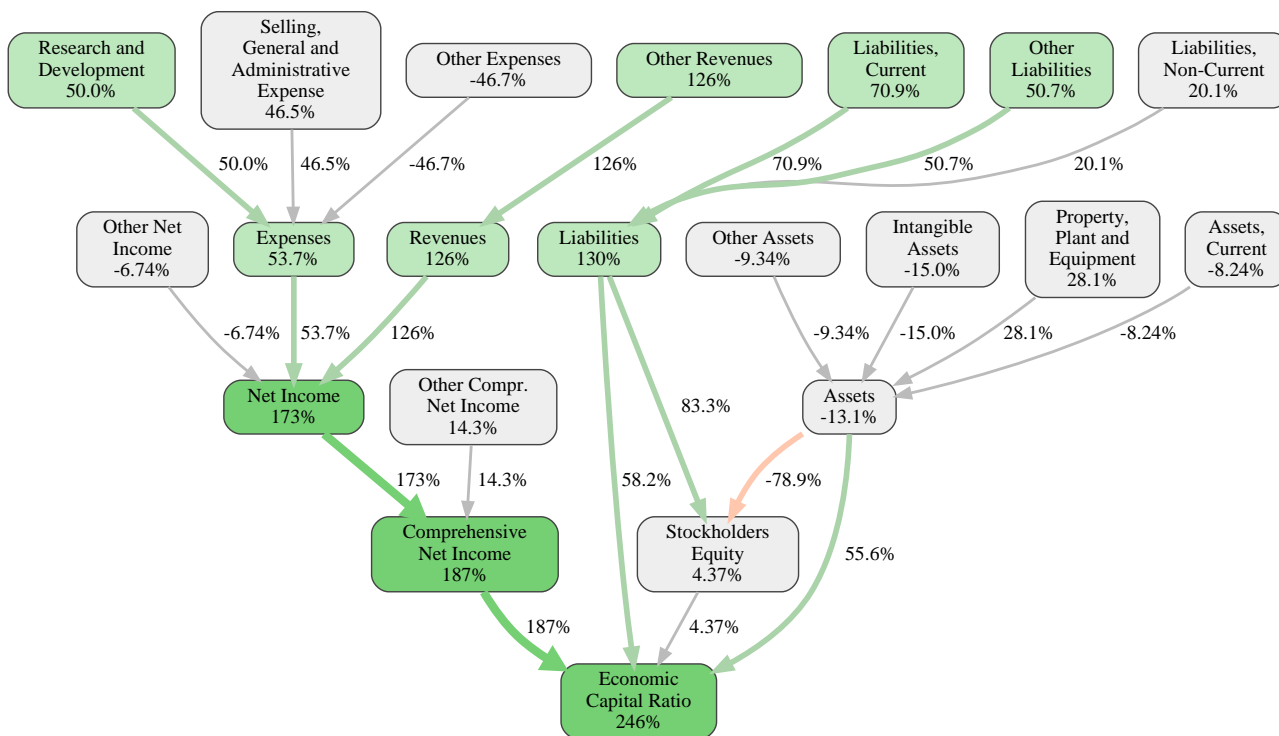 Research and
Development
50.0%
Selling,
General and
Administrative
Expense
46.5%
Other Expenses
-46.7%
Other Revenues
126%
Liabilities,
Current
70.9%
Other
Liabilities
50.7%
Liabilities,
Non-Current
20.1%
50.0%
46.5%
-46.7%
126%
70.9%
50.7%
20.1%
Other Net
Income
-6.74%
Expenses
53.7%
Revenues
126%
Liabilities
130%
Other Assets
-9.34%
Intangible
Assets
-15.0%
Property,
Plant and
Equipment
28.1%
Assets,
Current
-8.24%
-6.74%
53.7%
126%
-9.34%
-15.0%
28.1%
-8.24%
Net Income
173%
Other Compr.
Net Income
14.3%
83.3%
Assets
-13.1%
173%
14.3%
58.2%
-78.9%
Comprehensive
Net Income
187%
Stockholders
Equity
4.37%
55.6%
187%
4.37%
Economic
Capital Ratio
246%